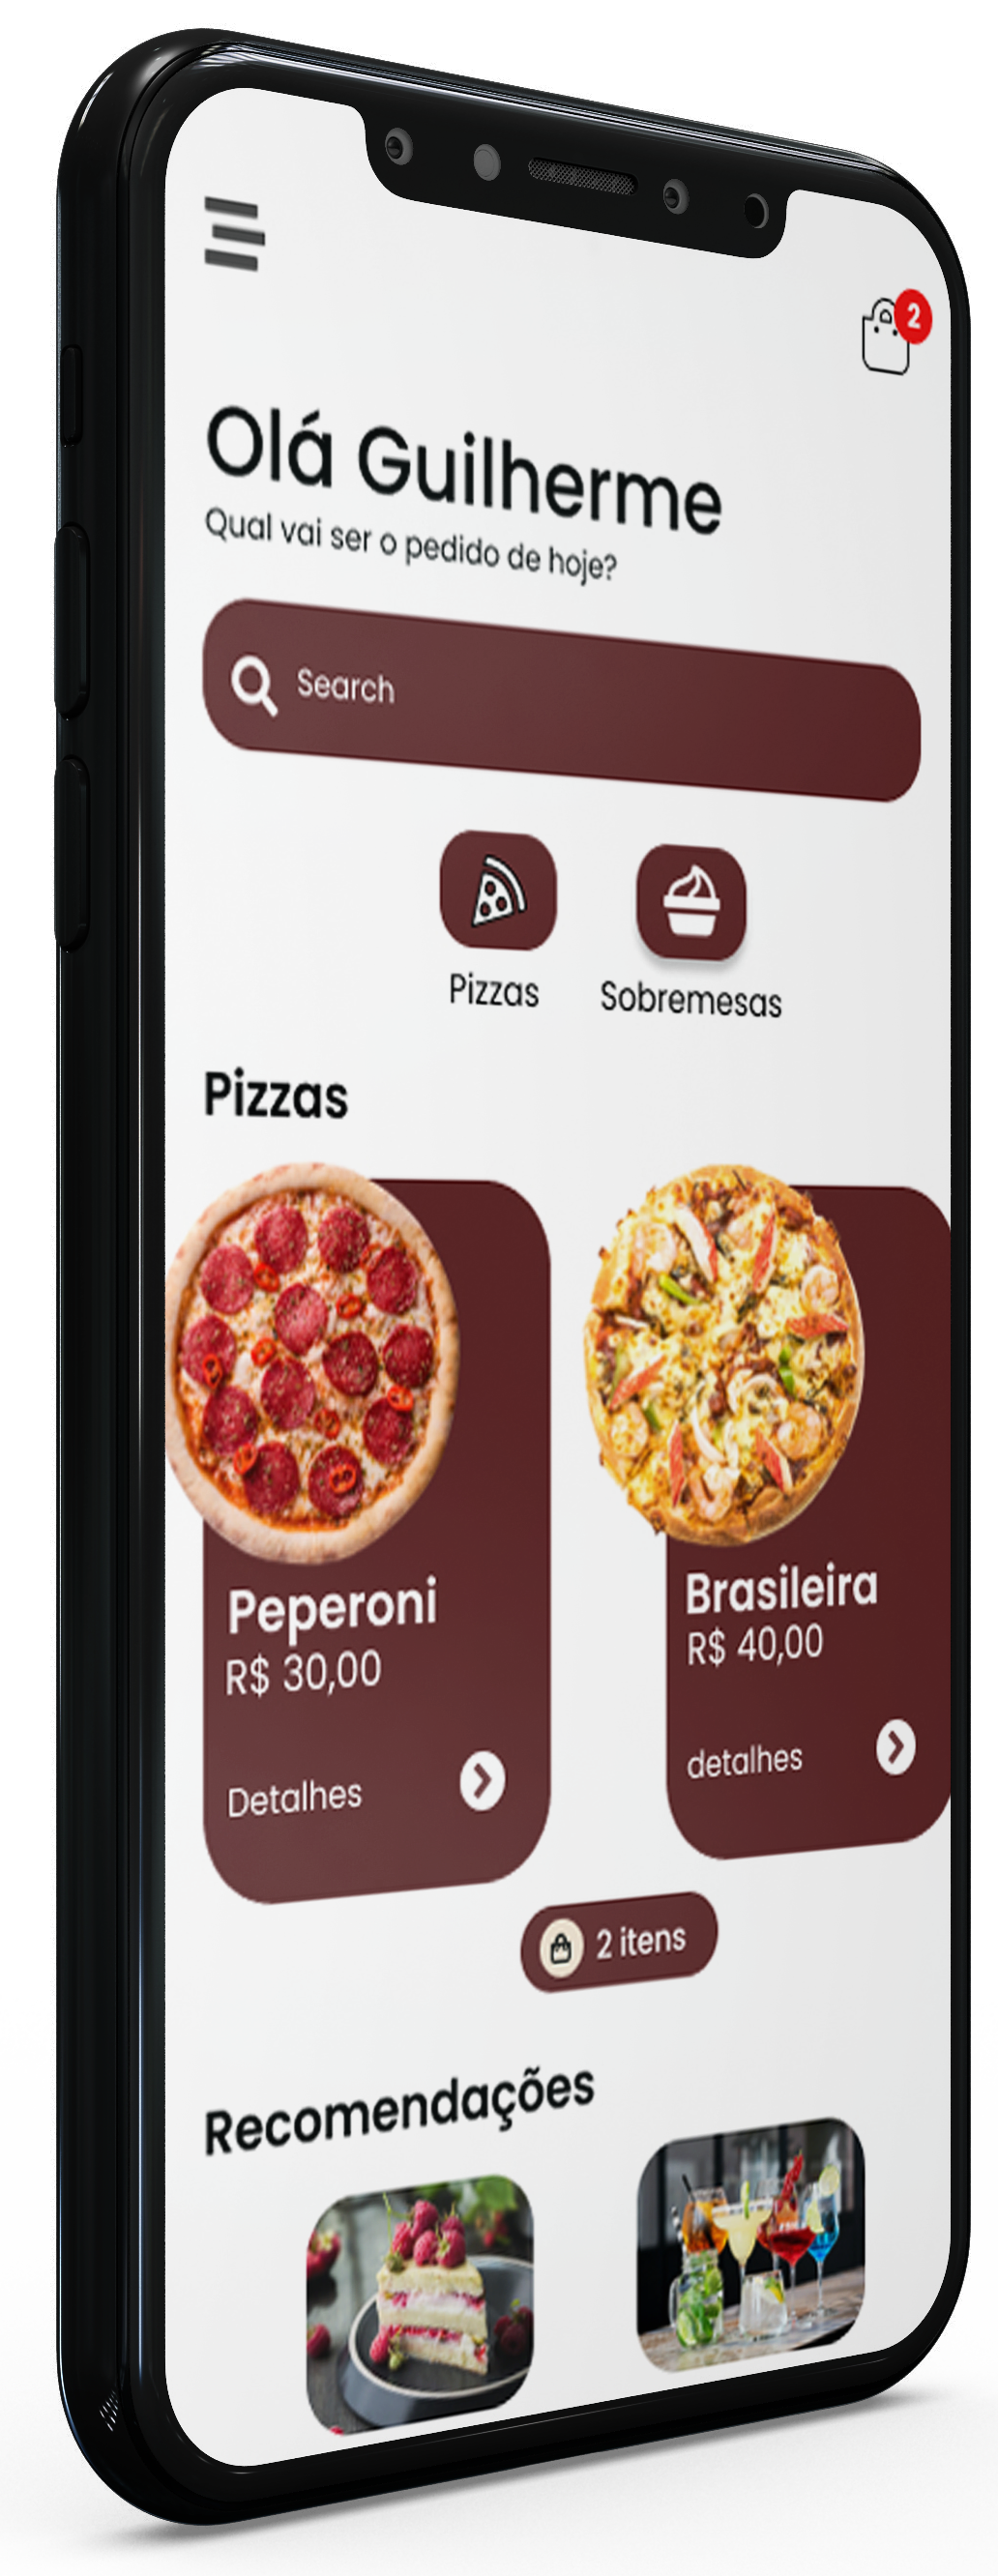 2
Olá Guilherme
Qual vai ser o pedido de hoje?
Search
Pizzas
Sobremesas
Pizzas
Peperoni
R$ 30,00
Detalhes
Brasileira
R$ 40,00
detalhes
2 itens
Recomendações